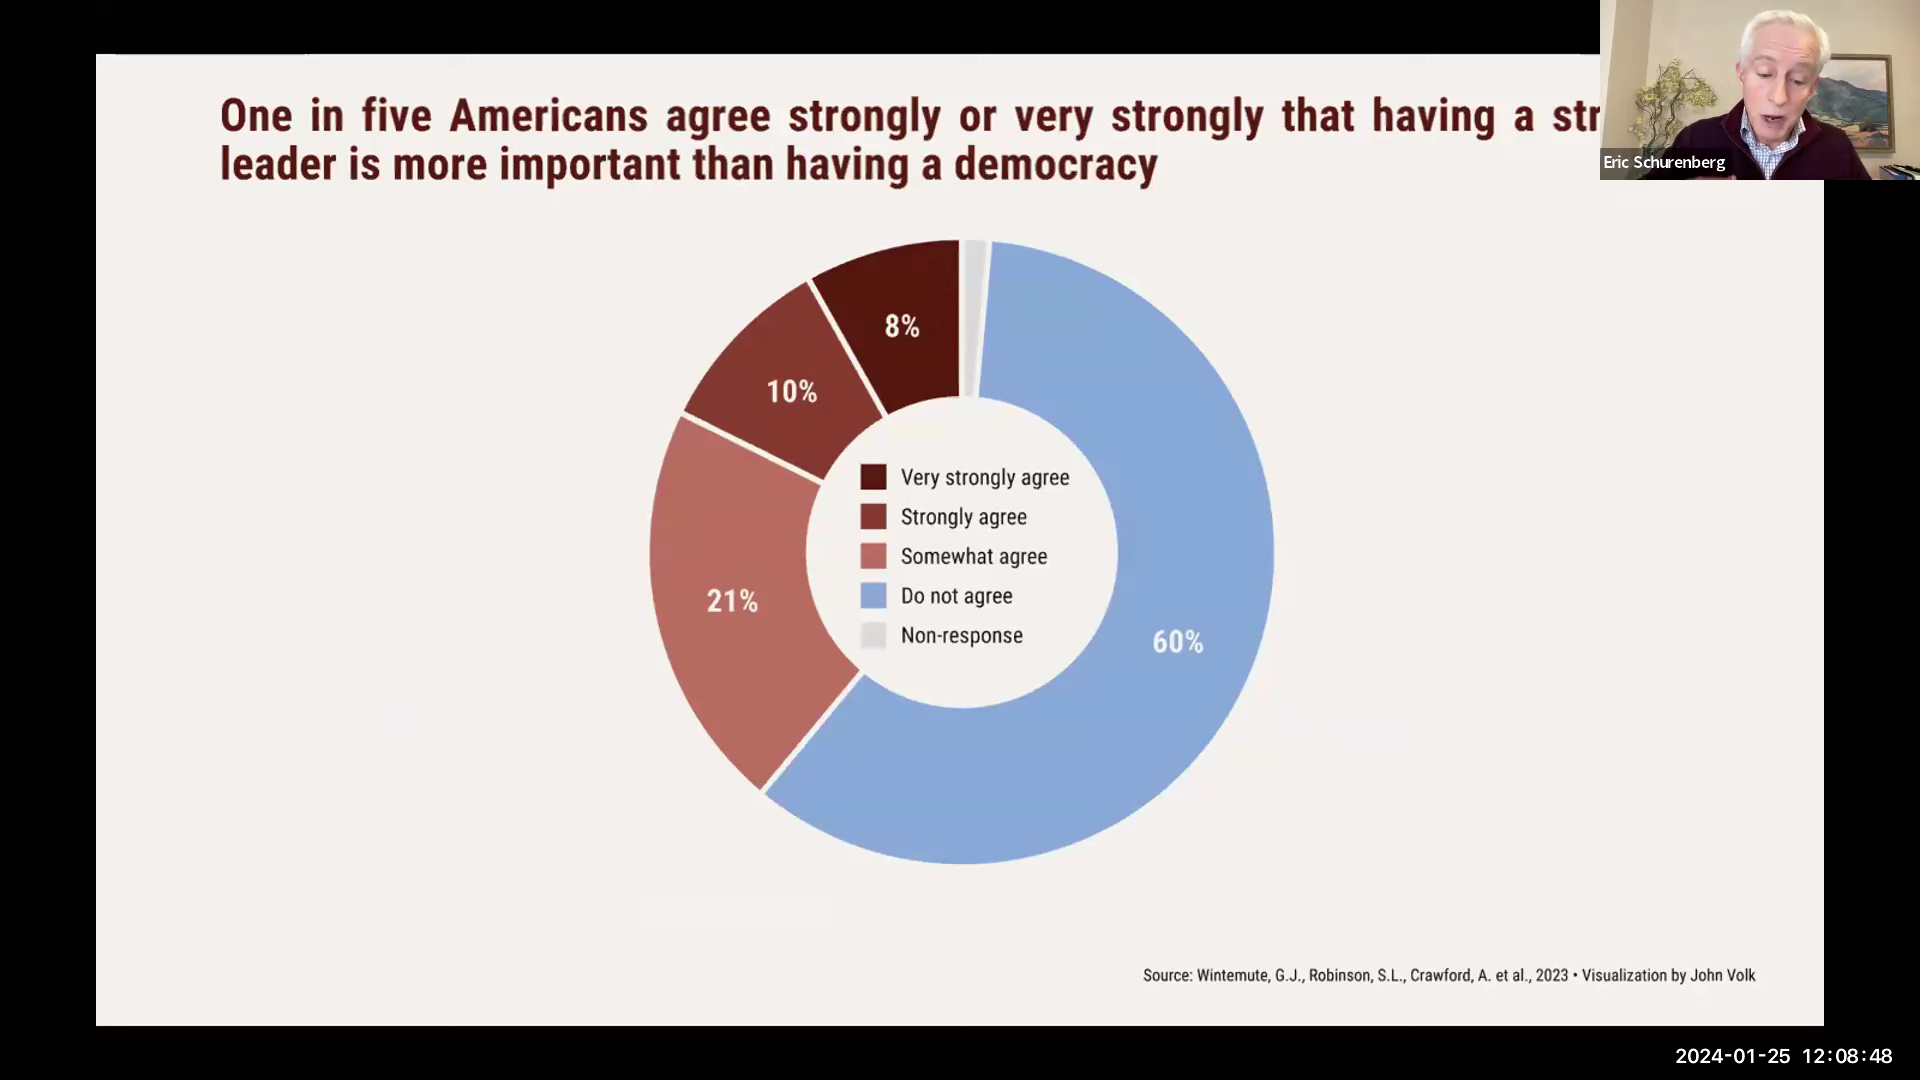 One in five Americans agree strongly or very strongly that having a
leader is more important than having a democracy
Eric Schurenberg
8%
10%
21%
60%
Very strongly agree
Strongly agree
Somewhat agree
Do not agree
Non-response
Source: Wintemute, G.J., Robinson, S.L., Crawford, A. et al., 2023 • Visualization by John Volk
2024-01-25 12:08:48